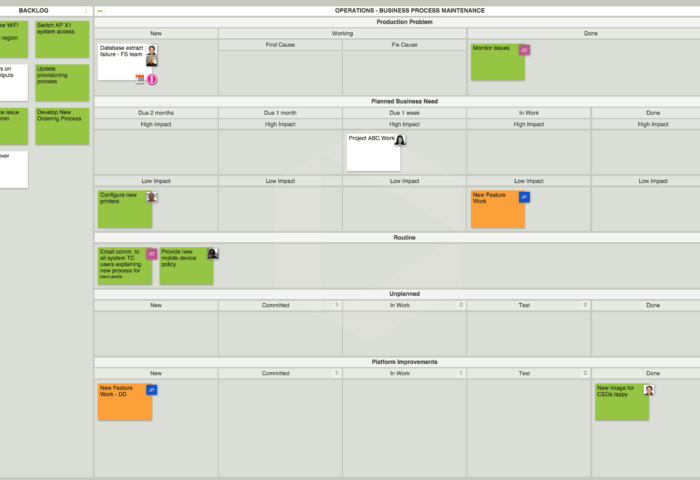 BACKLOG
OPERATIONS - BUSINESS PROCESS MAINTENANCE
w WiFi
region
Switch AP X1
system access
s on
tputs
Update
provisioning
process
e issue
min
Develop New
Ordering Process
over
Production Problem
New
Working
Done
Find Cause
Fix Cause
Database extract
failure - FS team
Monitor issues
Planned Business Need
Due 2 months
Due 1 month
Due 1 week
In Work
Done
High Impact
High Impact
High Impact
High Impact
High Impact
Project ABC Work
Low Impact
Low Impact
Low Impact
Low Impact
Low Impact
Configure new
printers
New Feature
Work
Routine
Email comm. to
all system TC
users explaining
new process for
requests
Provide new
mobile device
policy
Unplanned
New
Committed
In Work
Test
Done
Platform Improvements
New
Committed
In Work
Test
Done
New Feature
Work - DD
New image for
CEOs lappy